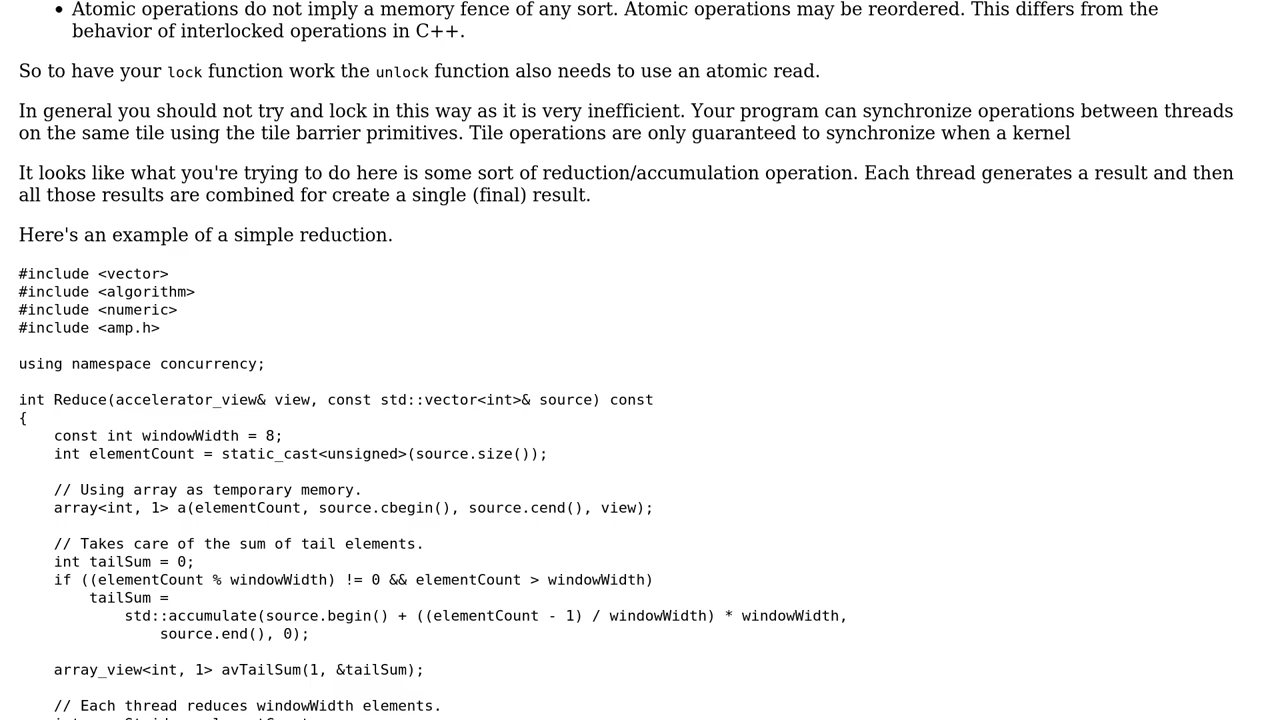 • Atomic operations do not imply a memory fence of any sort. Atomic operations may be reordered. This differs from the
behavior of interlocked operations in C++.
So to have your lock function work the unlock function also needs to use an atomic read.
In general you should not try and lock in this way as it is very inefficient. Your program can synchronize operations between threads
on the same tile using the tile barrier primitives. Tile operations are only guaranteed to synchronize when a kernel
It looks like what you're trying to do here is some sort of reduction/accumulation operation. Each thread generates a result and then
all those results are combined for create a single (final) result.
Here's an example of a simple reduction.
#include <vector>
#include <algorithm>
#include <numeric>
#include <amp.h>
using namespace concurrency;
int Reduce(accelerator_view& view, const std::vector<int>& source) const
{
    const int windowWidth = 8;
    int elementCount = static_cast<unsigned>(source.size());
    // Using array as temporary memory.
    array<int, 1> a(elementCount, source.cbegin(), source.cend(), view);
    // Takes care of the sum of tail elements.
    int tailSum = 0;
    if ((elementCount % windowWidth) != 0 && elementCount > windowWidth)
        tailSum =
            std::accumulate(source.begin() + ((elementCount - 1) / windowWidth) * windowWidth,
                source.end(), 0);
    array_view<int, 1> avTailSum(1, &tailSum);
    // Each thread reduces windowWidth elements.